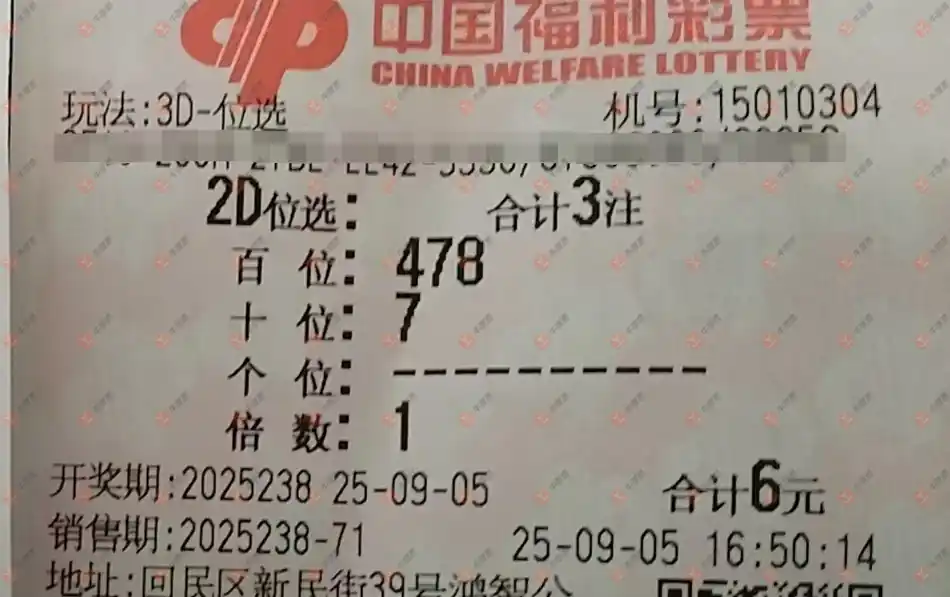 中国福利彩票
CHINA WELFARE LOTTERY
玩法:3D-位选 机号:15010304
2D位选: 合计3注
百 位: 478
十 位: 7
个 位: ----------
倍 数: 1
开奖期:2025238 25-09-05 合计6元
销售期:2025238-71 25-09-05 16:50:14
地址:回民区新民街39号鸿智公